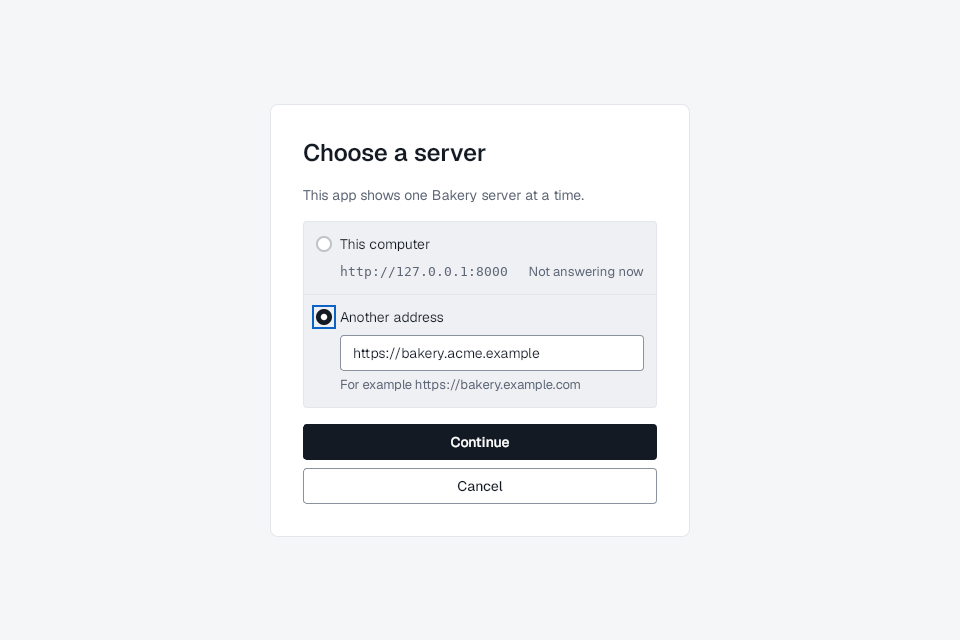 Choose a server
This app shows one Bakery server at a time.
This computer
http://127.0.0.1:8000 Not answering now
Another address
https://bakery.acme.example
For example https://bakery.example.com
Continue
Cancel